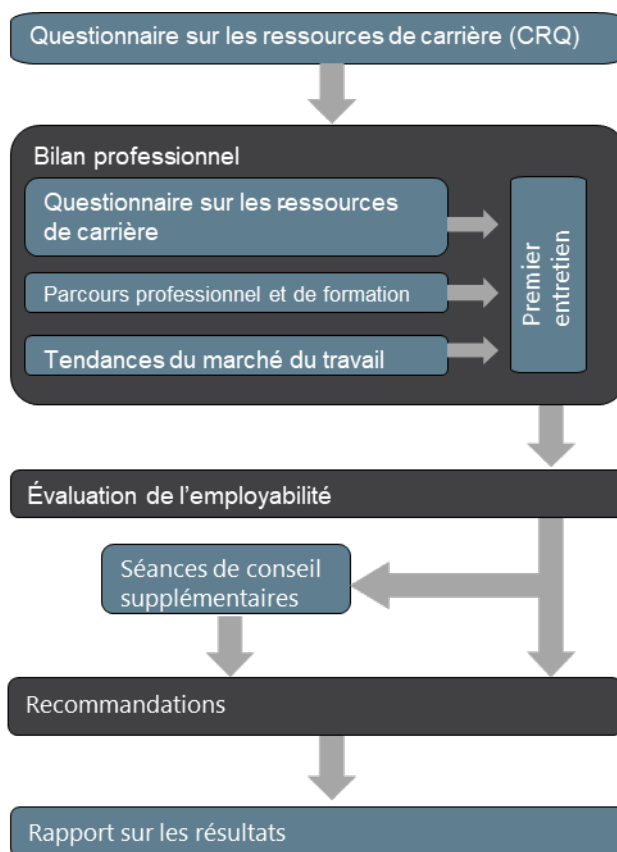 Questionnaire sur les ressources de carrière (CRQ)
Bilan professionnel
Questionnaire sur les ressources
de carrière
Parcours professionnel et de formation
Tendances du marché du travail
Premier
entretien
Évaluation de l'employabilité
Séances de conseil
supplémentaires
Recommandations
Rapport sur les résultats